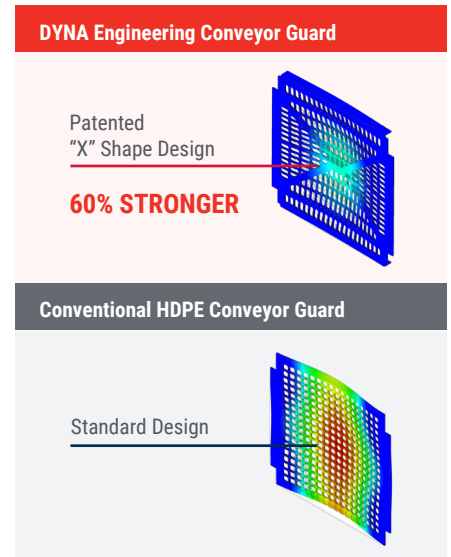 DYNA Engineering Conveyor Guard
Patented
“X” Shape Design
60% STRONGER
Conventional HDPE Conveyor Guard
Standard Design